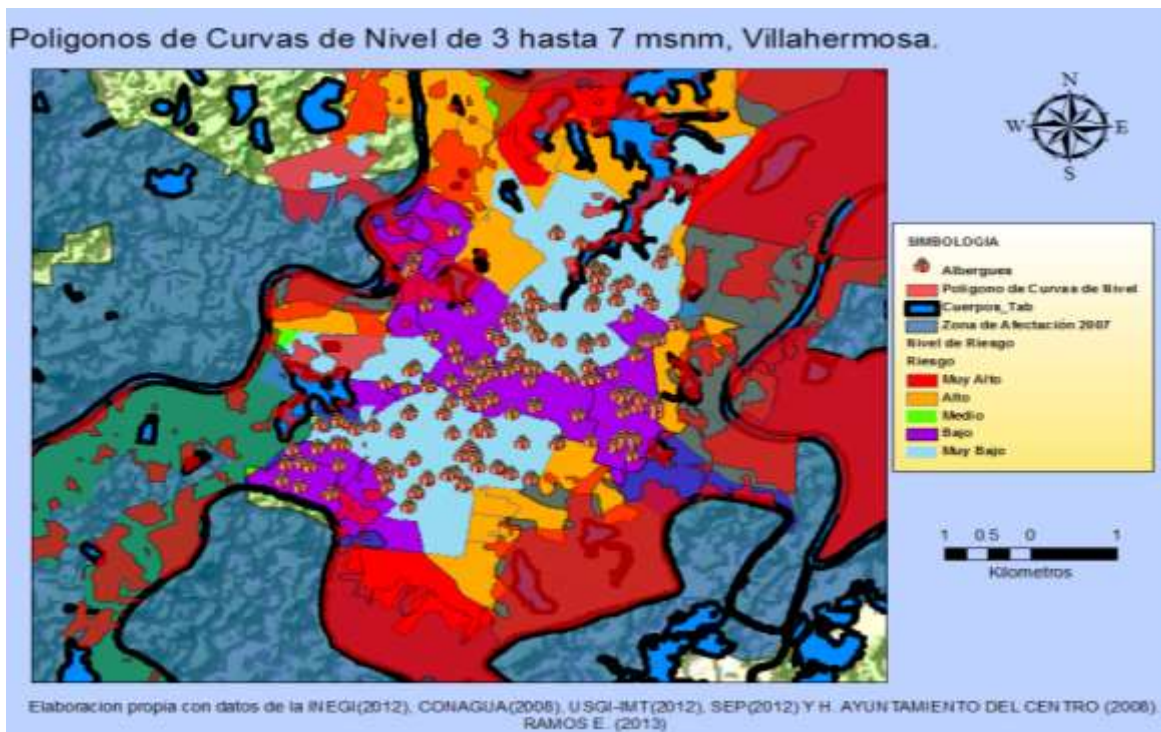 Poligonos de Curvas de Nivel de 3 hasta 7 msnm, Villahermosa.
N
W E
S
SIMBOLOGIA
Albergues
Poligono de Curvas de Nivel
Cuerpos_Tab
Zona de Afectación 2007
Nivel de Riesgo
Riesgo
Muy Alto
Alto
Medio
Bajo
Muy Bajo
1 0.5 0 1
Kilometros
Elaboracion propia con datos de la INEGI(2012), CONAGUA(2008), USGI-IMT(2012), SEP(2012) Y H. AYUNTAMIENTO DEL CENTRO (2008)
RAMOS E. (2013)